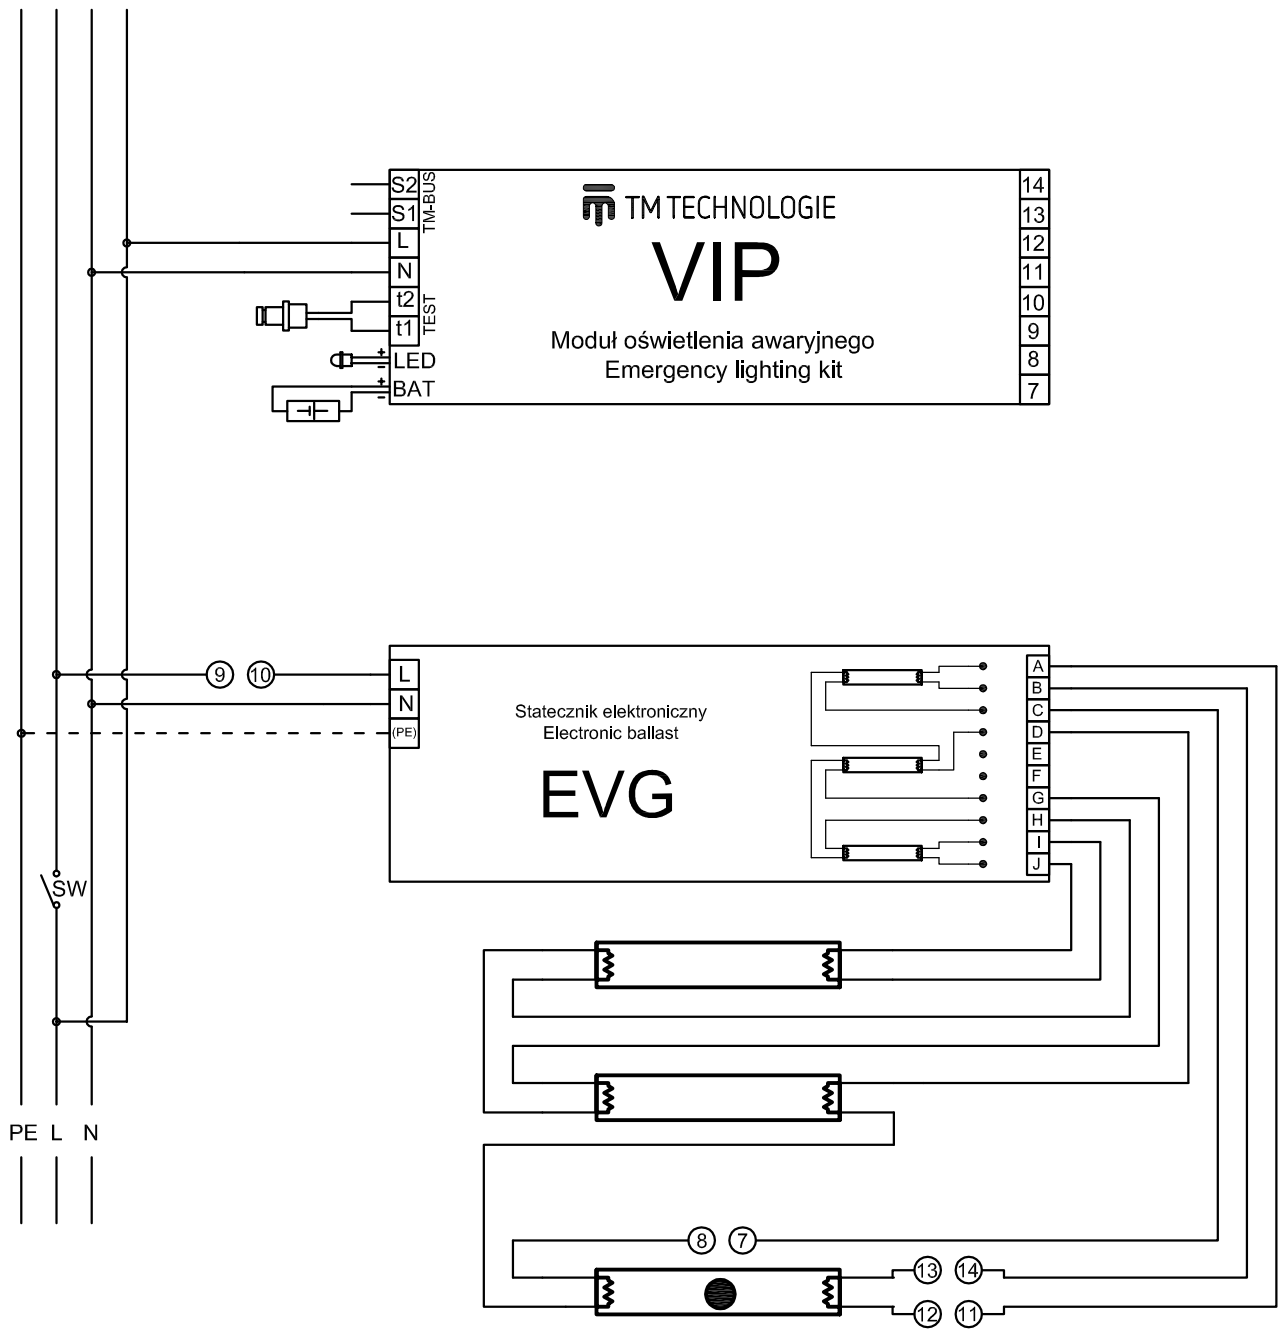 S2
S1
TM-BUS
L
N
t2
t1
TEST
+
-
LED
+
-
BAT
TM TECHNOLOGIE
VIP
Moduł oświetlenia awaryjnego
Emergency lighting kit
14
13
12
11
10
9
8
7
9 10
L
N
(PE)
Statecznik elektroniczny
Electronic ballast
EVG
A
B
C
D
E
F
G
H
I
J
SW
PE L N
8 7
13 14
12 11